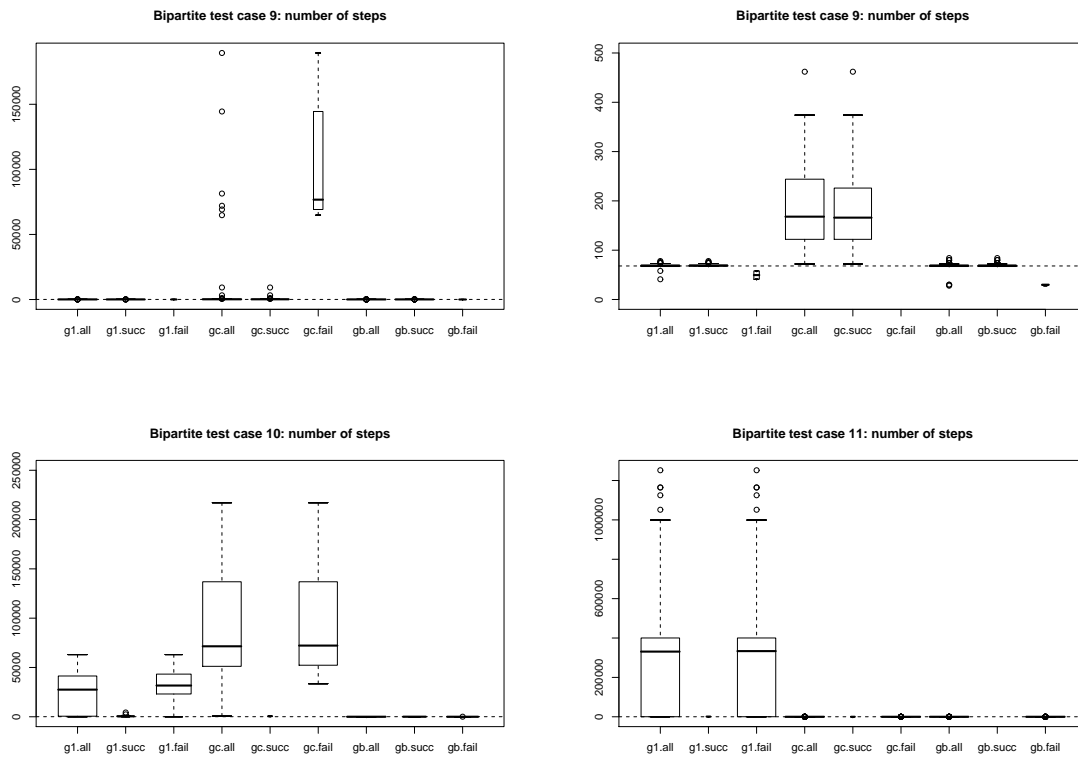 Bipartite test case 9: number of steps
150000
100000
50000
0
g1.all g1.succ g1.fail gc.all gc.succ gc.fail gb.all gb.succ gb.fail
Bipartite test case 9: number of steps
500
400
300
200
100
0
g1.all g1.succ g1.fail gc.all gc.succ gc.fail gb.all gb.succ gb.fail
Bipartite test case 10: number of steps
250000
200000
150000
100000
50000
0
g1.all g1.succ g1.fail gc.all gc.succ gc.fail gb.all gb.succ gb.fail
Bipartite test case 11: number of steps
1000000
600000
200000
0
g1.all g1.succ g1.fail gc.all gc.succ gc.fail gb.all gb.succ gb.fail